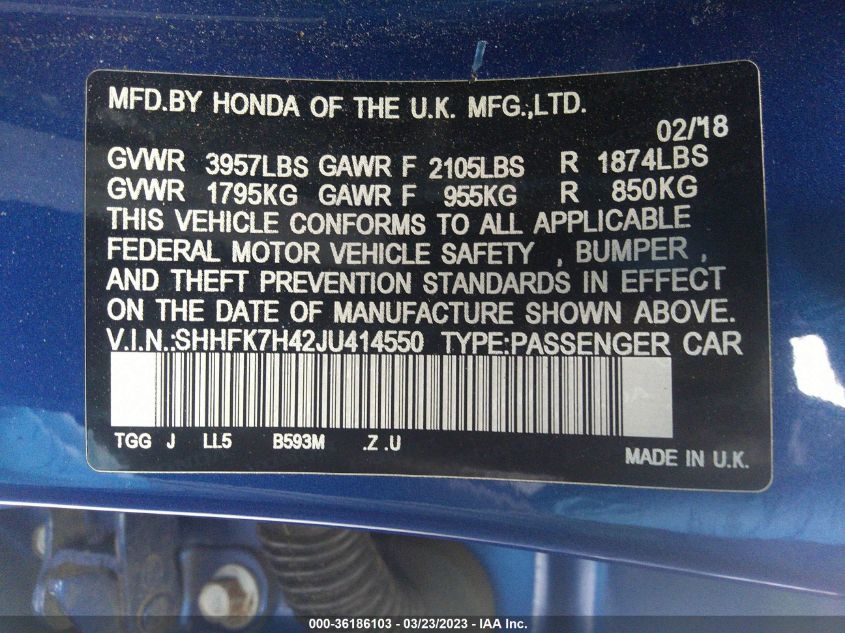 MFD.BY HONDA OF THE U.K. MFG.,LTD.
02/18
GVWR 3957LBS GAWR F 2105LBS R 1874LBS
GVWR 1795KG GAWR F 955KG R 850KG
THIS VEHICLE CONFORMS TO ALL APPLICABLE
FEDERAL MOTOR VEHICLE SAFETY , BUMPER ,
AND THEFT PREVENTION STANDARDS IN EFFECT
ON THE DATE OF MANUFACTURE SHOWN ABOVE.
V.I.N.:SHHFK7H42JU414550 TYPE:PASSENGER CAR
TGG J LL5 B593M .Z .U
MADE IN U.K.
000-36186103 — 03/23/2023 — IAA Inc.